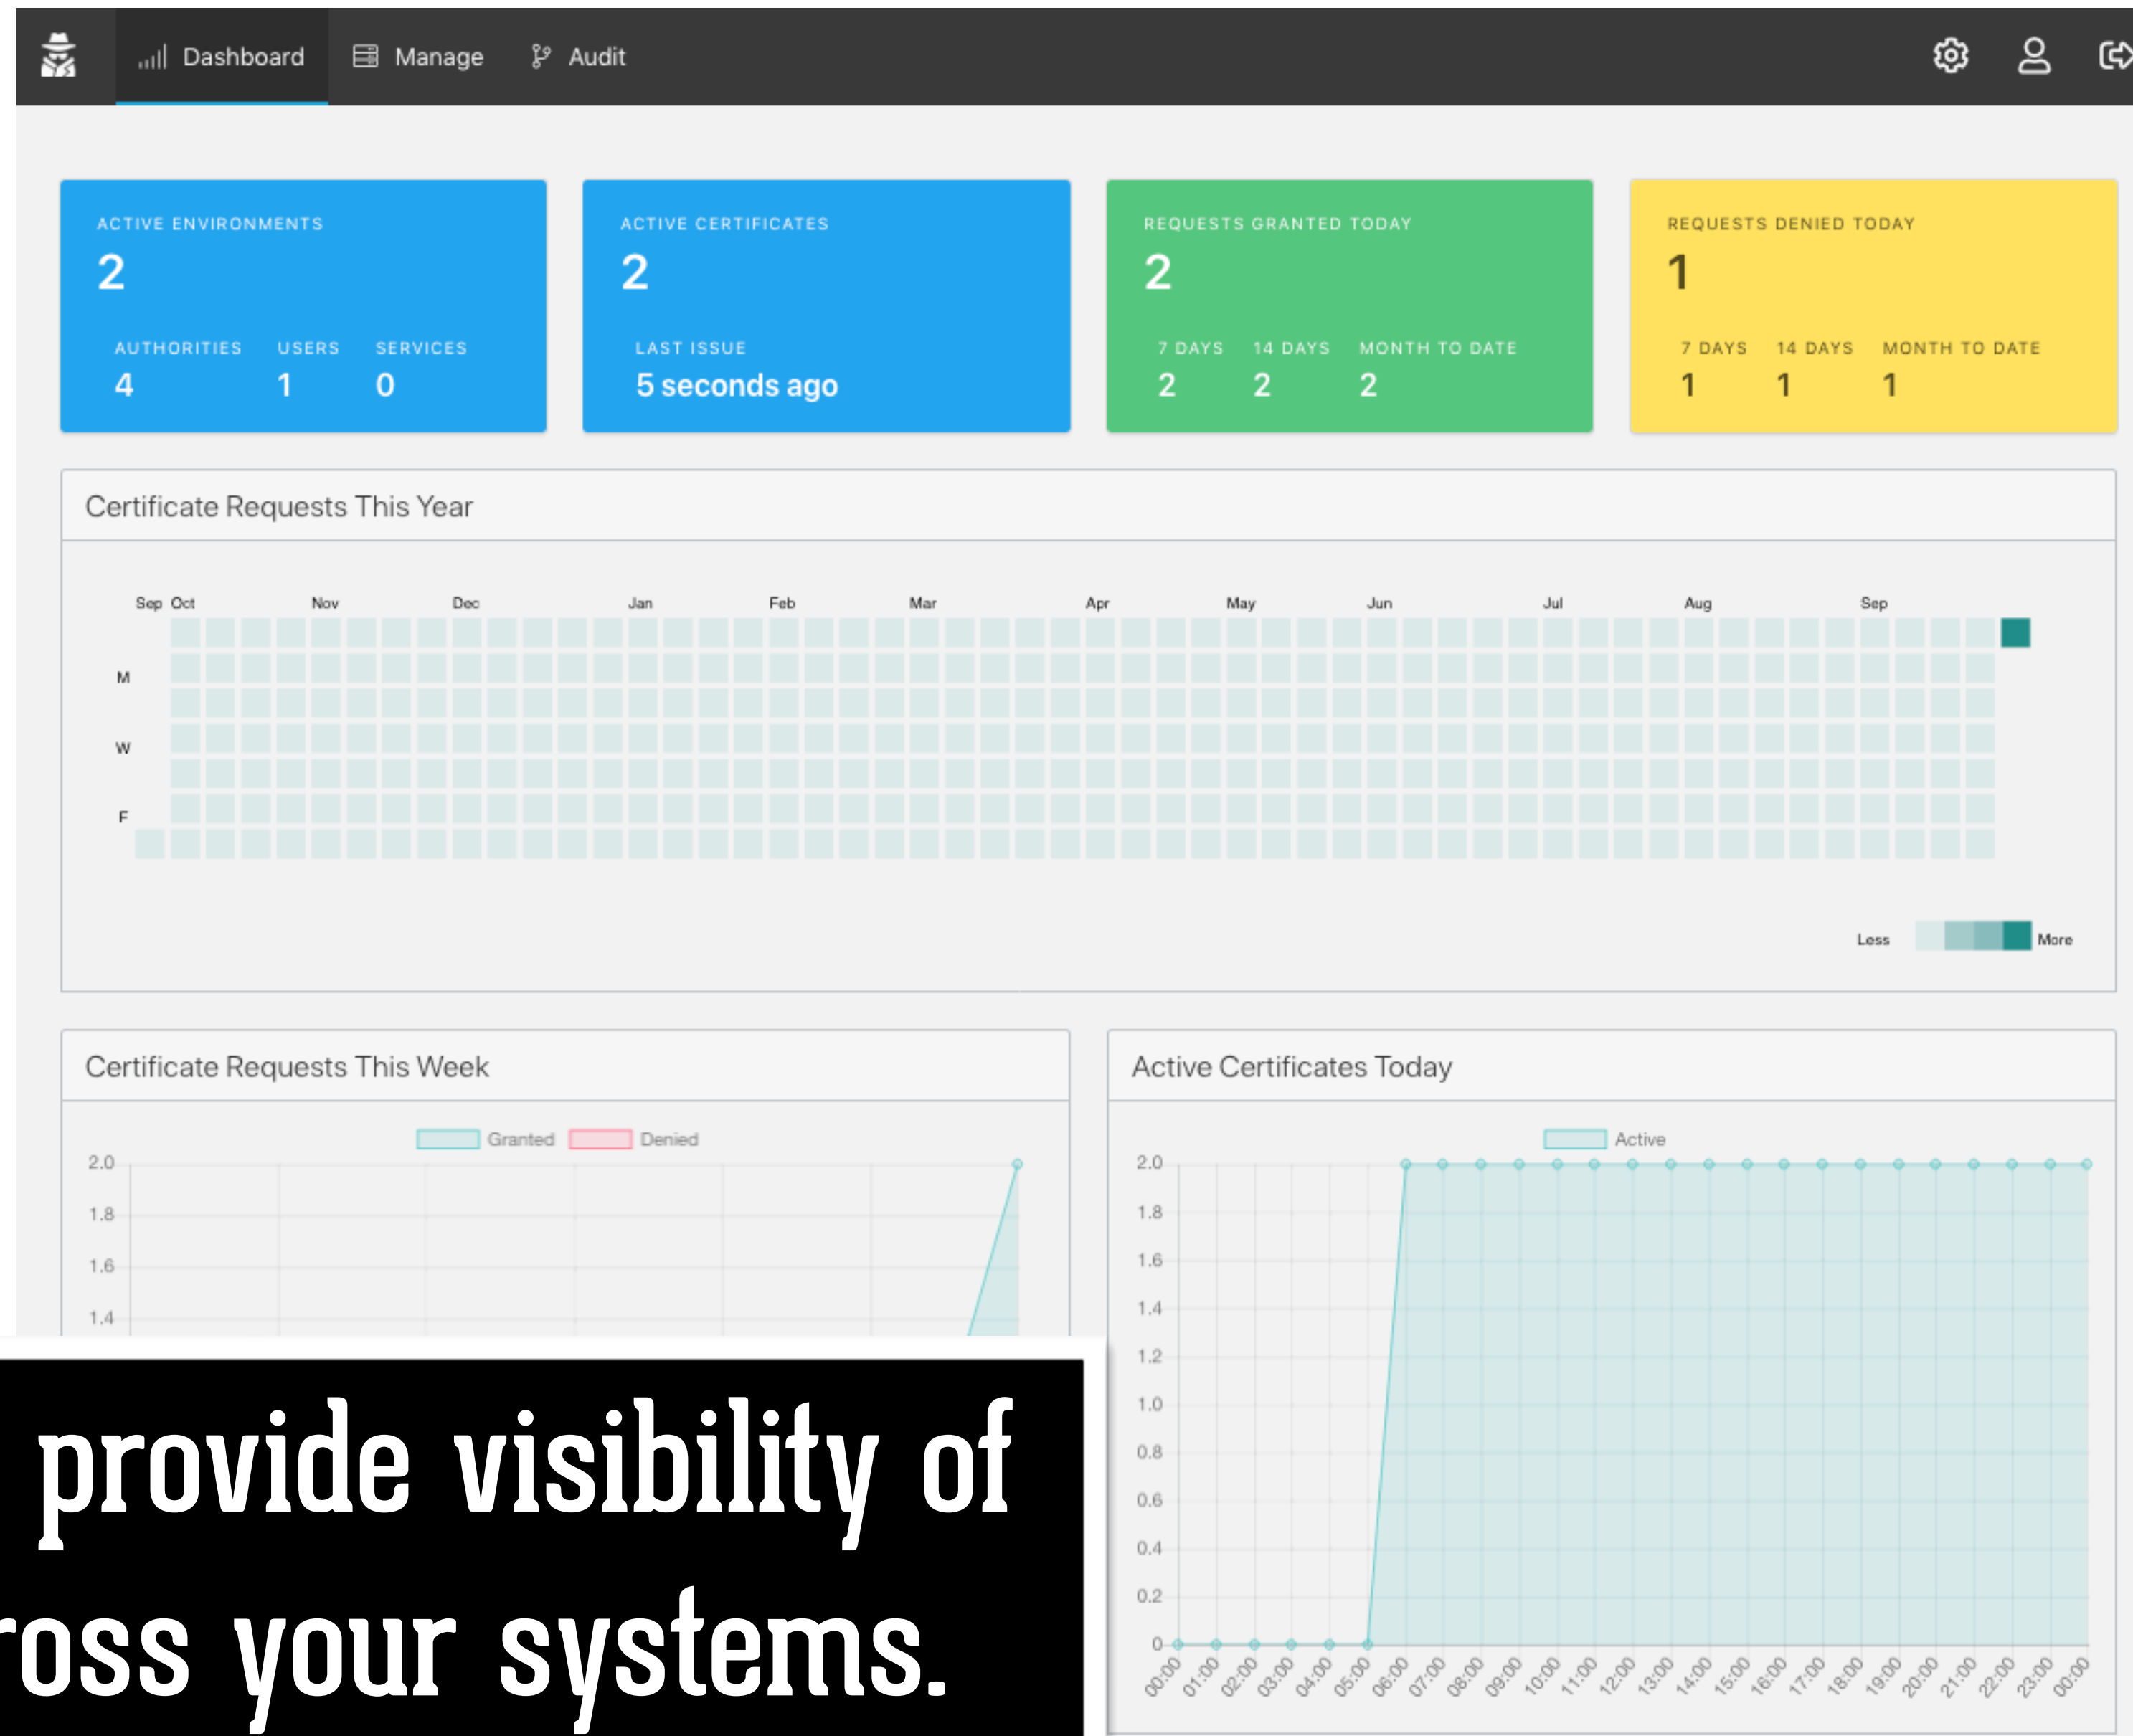 Dashboard Manage Audit
ACTIVE ENVIRONMENTS
2
AUTHORITIES USERS SERVICES
4 1 0
ACTIVE CERTIFICATES
2
LAST ISSUE
5 seconds ago
REQUESTS GRANTED TODAY
2
7 DAYS 14 DAYS MONTH TO DATE
2 2 2
REQUESTS DENIED TODAY
1
7 DAYS 14 DAYS MONTH TO DATE
1 1 1
Certificate Requests This Year
Sep Oct Nov Dec Jan Feb Mar Apr May Jun Jul Aug Sep
M
W
F
Less More
Certificate Requests This Week
Granted Denied
2.0
1.8
1.6
1.4
Active Certificates Today
Active
2.0
1.8
1.6
1.4
1.2
1.0
0.8
0.6
0.4
0.2
0
00:00 01:00 02:00 03:00 04:00 05:00 06:00 07:00 08:00 09:00 10:00 11:00 12:00 13:00 14:00 15:00 16:00 17:00 18:00 19:00 20:00 21:00 22:00 23:00 00:00
provide visibility of
ross your systems.